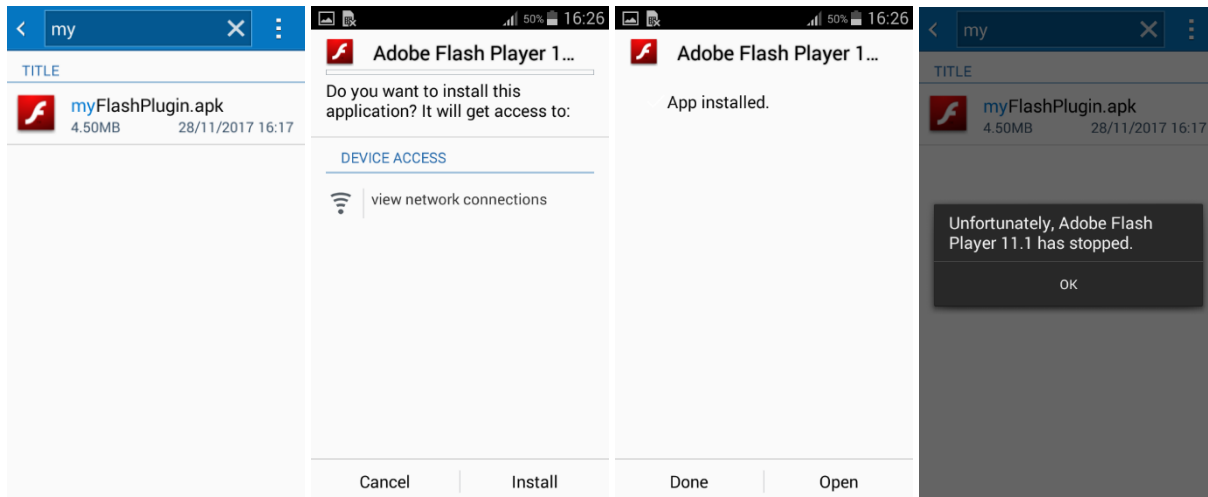 my
TITLE
myFlashPlugin.apk
4.50MB 28/11/2017 16:17
50% 16:26
Adobe Flash Player 1...
Do you want to install this
application? It will get access to:
DEVICE ACCESS
view network connections
Cancel Install
50% 16:26
Adobe Flash Player 1...
App installed.
Done Open
my
TITLE
myFlashPlugin.apk
4.50MB 28/11/2017 16:17
Unfortunately, Adobe Flash
Player 11.1 has stopped.
OK